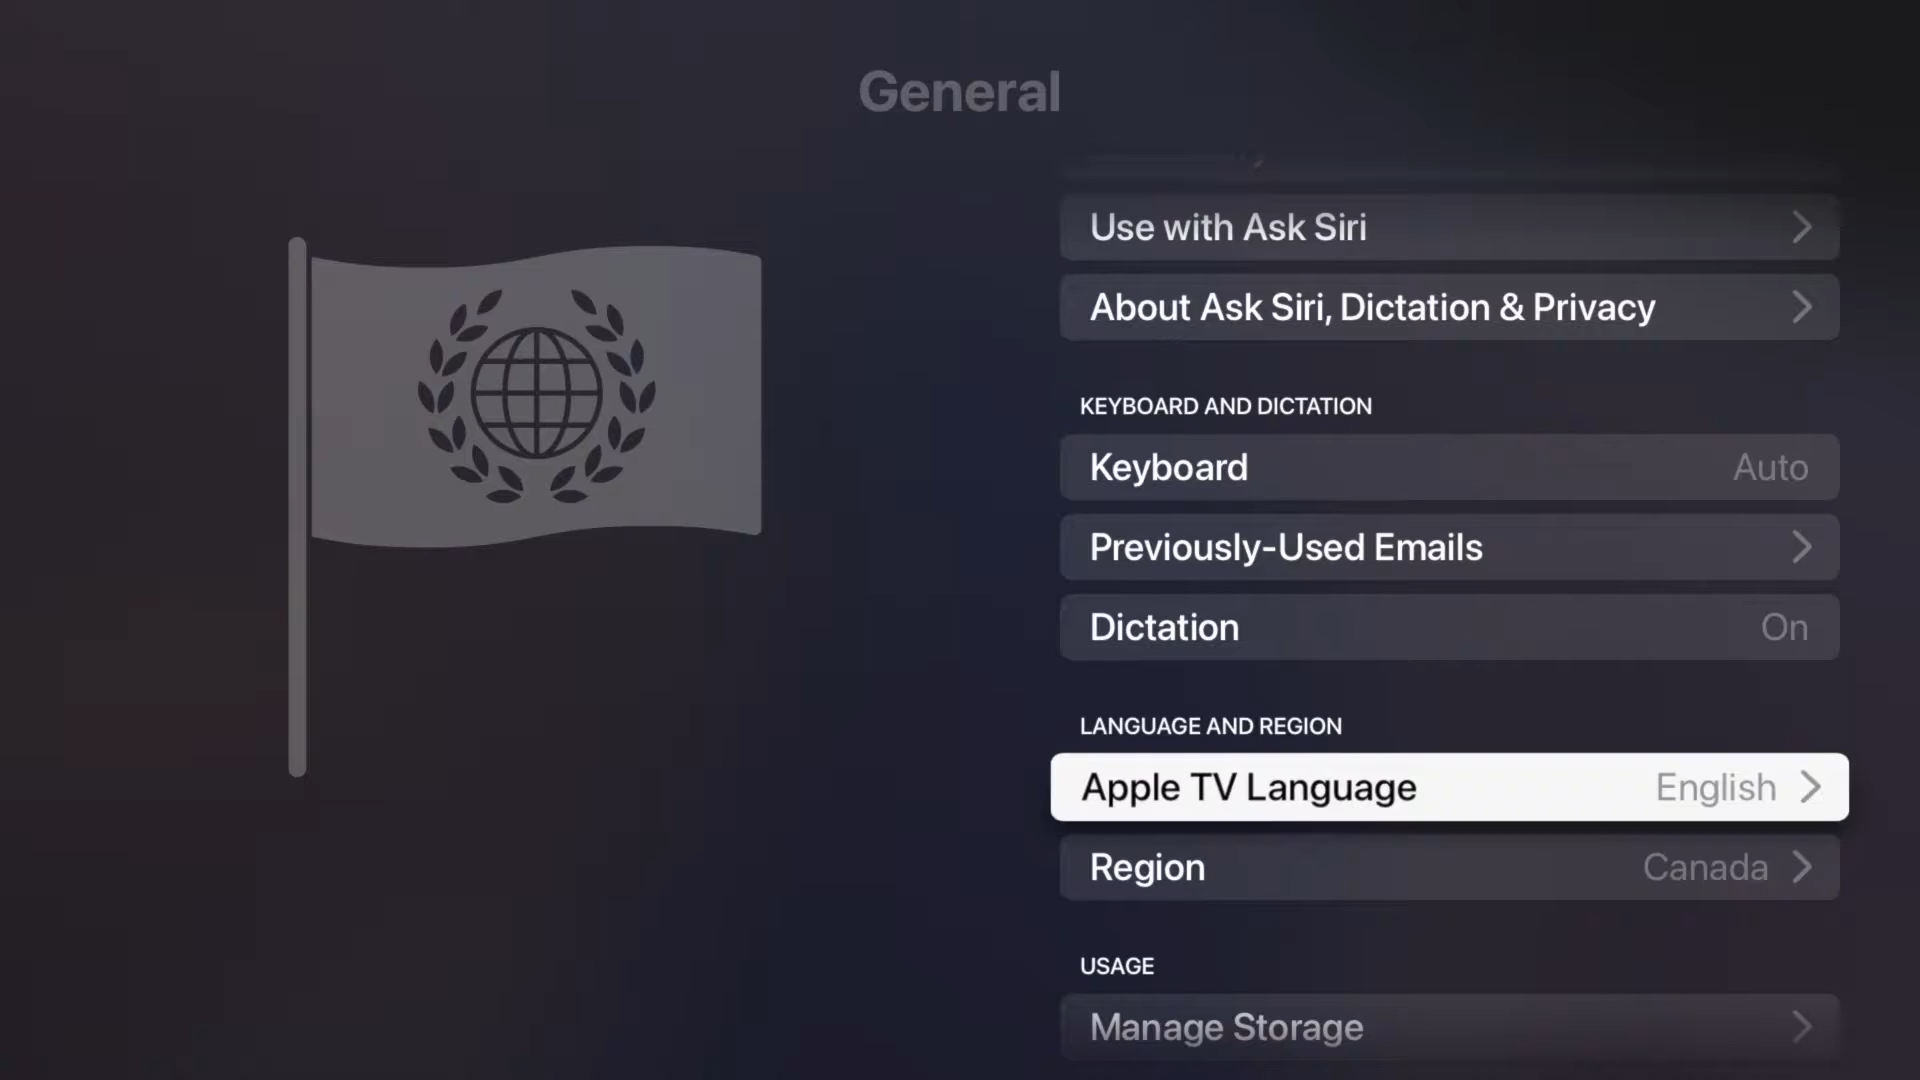 General
Use with Ask Siri
About Ask Siri, Dictation & Privacy
KEYBOARD AND DICTATION
Keyboard Auto
Previously-Used Emails
Dictation On
LANGUAGE AND REGION
Apple TV Language English
Region Canada
USAGE
Manage Storage